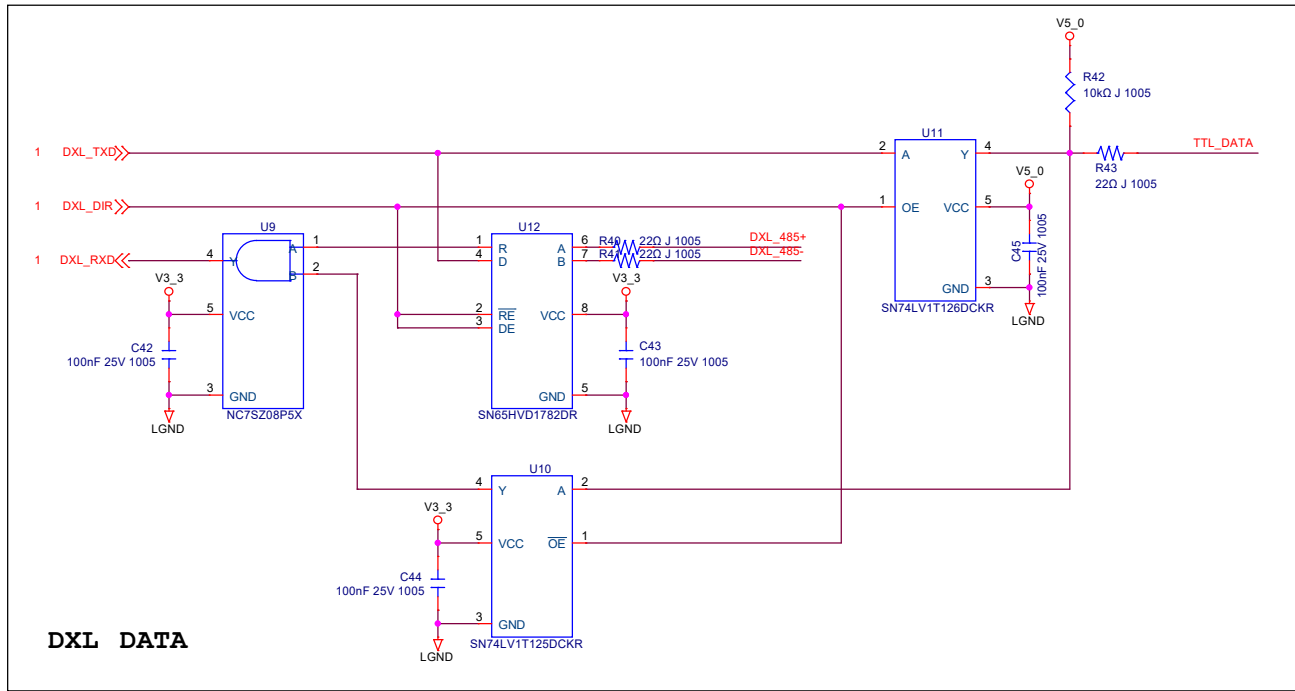 V5_0
R42
10kΩ J 1005
U11
1 DXL_TXD
2 A Y 4
TTL_DATA
R43
22Ω J 1005
V5_0
1 DXL_DIR
1 OE VCC 5
C45
100nF 25V 1005
GND 3
SN74LV1T126DCKR
LGND
U9
1 DXL_RXD
4 Y A 1
B 2
V3_3
5 VCC
C42
100nF 25V 1005
3 GND
NC7SZ08P5X
LGND
U12
1 R A 6
4 D B 7
R40 22Ω J 1005 DXL_485+
R41 22Ω J 1005 DXL_485-
V3_3
2 RE VCC 8
3 DE
C43
100nF 25V 1005
GND 5
SN65HVD1782DR
LGND
U10
4 Y A 2
V3_3
5 VCC OE 1
C44
100nF 25V 1005
3 GND
SN74LV1T125DCKR
LGND
DXL DATA